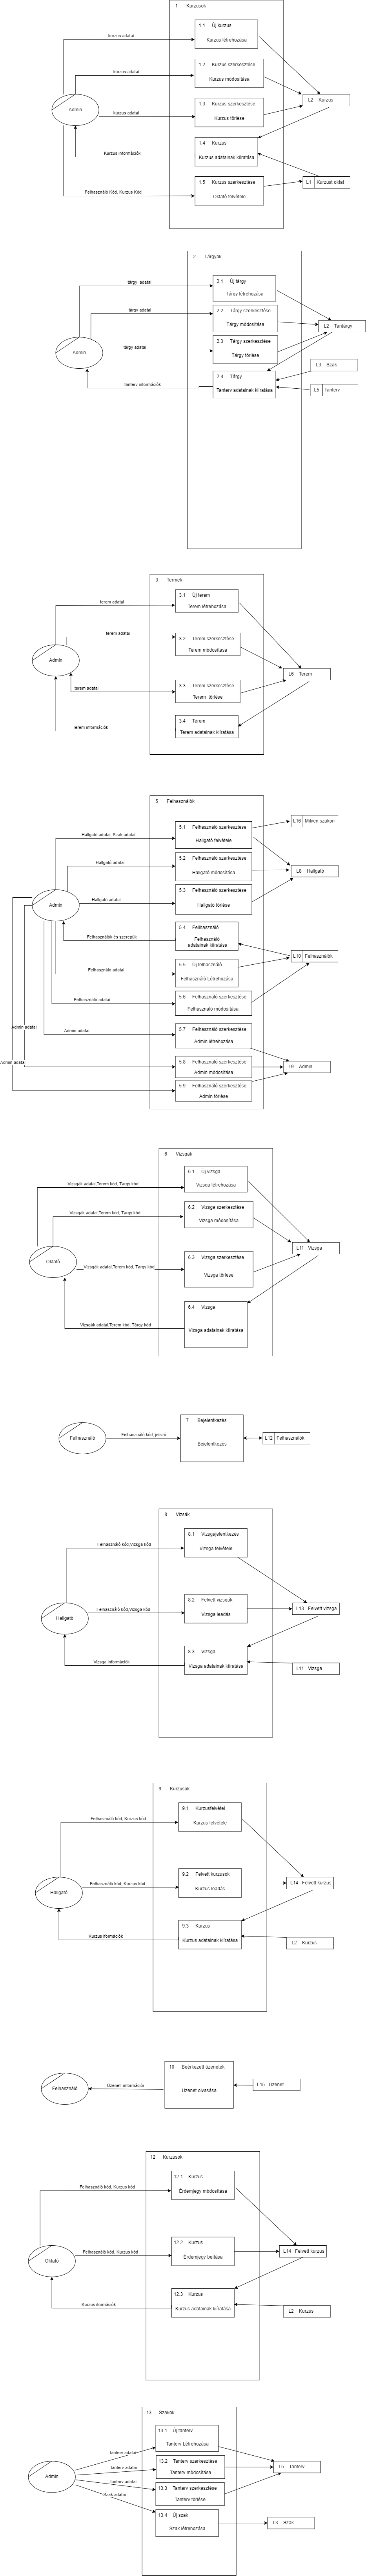 1 Kurzusok
1.1 Új kurzus
Kurzus létrehozása
kurzus adatai
1.2 Kurzus szerkesztése
Kurzus módosítása
kurzus adatai
L2 Kurzus
1.3 Kurzus szerkesztése
Kurzus törlése
Admin
kurzus adatai
1.4 Kurzus
Kurzus adatainak kiíratása
Kurzus információk
1.5 Kurzus szerkesztése
Oktató felvétele
L1 Kurzust oktat
Felhasználó Kód, Kurzus Kód
2 Tárgyak
2.1 Új tárgy
Tárgy létrehozása
tárgy adatai
2.2 Tárgy szerkesztése
Tárgy módosítása
tárgy adatai
L2 Tantárgy
2.3 Tárgy szerkesztése
Tárgy törlése
tárgy adatai
Admin
L3 Szak
2.4 Tárgy
Tanterv adatainak kiíratása
tanterv információk
L5 Tanterv
3 Termek
3.1 Új terem
Terem létrehozása
terem adatai
3.2 Terem szerkesztése
Terem módosítása
terem adatai
Admin
L6 Terem
3.3 Terem szerkesztése
Terem törlése
terem adatai
3.4 Terem
Terem adatainak kiíratása
Terem információk
5 Felhasználók
L16 Milyen szakon
5.1 Felhasználó szerkesztése
Hallgató felvétele
Hallgató adatai, Szak adatai
5.2 Felhasználó szerkesztése
Hallgató módosítása
Hallgató adatai
L8 Hallgató
5.3 Felhasználó szerkesztése
Hallgató törlése
Hallgató adatai
Admin
5.4 Felhasználó
Felhasználó
adatainak kiíratása
Felhasználók és szerepük
L10 Felhasználók
5.5 Új felhasználó
Felhasználó Létrehozása
Felhasználó adatai
5.6 Felhasználó szerkesztése
Felhasználó módosítása,
Felhasználó adatai
5.7 Felhasználó szerkesztése
Admin létrehozása
Admin adatai
Admin adatai
5.8 Felhasználó szerkesztése
Admin módosítása
L9 Admin
Admin adatai
5.9 Felhasználó szerkesztése
Admin törlése
6 Vizsgák
6.1 Új vizsga
Vizsga létrehozása
Vizsgák adatai,Terem kód, Tárgy kód
6.2 Vizsga szerkesztése
Vizsga módosítása
Vizsgák adatai,Terem kód, Tárgy kód
L11 Vizsga
Oktató
6.3 Vizsga szerkesztése
Vizsga törlése
Vizsgák adatai,Terem kód, Tárgy kód
6.4 Vizsga
Vizsga adatainak kiíratása
Vizsgák adatai,Terem kód, Tárgy kód
7 Bejelentkezés
Bejelentkezés
Felhasználó
Felhasználó kód, jelszó
L12 Felhasználók
8 Vizsák
8.1 Vizsgajelentkezés
Vizsga felvétele
Felhasználó kód,Vizsga kód
8.2 Felvett vizsgák
Vizsga leadás
Felhasználó kód,Vizsga kód
L13 Felvett vizsga
Hallgató
8.3 Vizsga
Vizsga adatainak kiíratása
Vizsga információk
L11 Vizsga
9 Kurzusok
9.1 Kurzusfelvétel
Kurzus felvétele
Felhasználó kód, Kurzus kód
9.2 Felvett kurzusok
Kurzus leadás
Felhasználó kód, Kurzus kód
L14 Felvett kurzus
Hallgató
9.3 Kurzus
Kurzus adatainak kiíratása
Kurzus iformációk
L2 Kurzus
10 Beérkezett üzenetek
Üzenet olvasása
Felhasználó
Üzenet információi
L15 Üzenet
12 Kurzusok
12.1 Kurzus
Érdemjegy módosítása
Felhasználó kód, Kurzus kód
12.2 Kurzus
Érdemjegy beítása
Felhasználó kód, Kurzus kód
L14 Felvett kurzus
Oktató
12.3 Kurzus
Kurzus adatainak kiíratása
Kurzus iformációk
L2 Kurzus
13 Szakok
13.1 Új tanterv
Tanterv Létrehozása
tanterv adatai
13.2 Tanterv szerkesztése
Tanterv módosítása
tanterv adatai
L5 Tanterv
Admin
13.3 Tanterv szerkesztése
Tanterv törlése
tanterv adatai
13.4 Új szak
Szak létrehozása
Szak adatai
L3 Szak